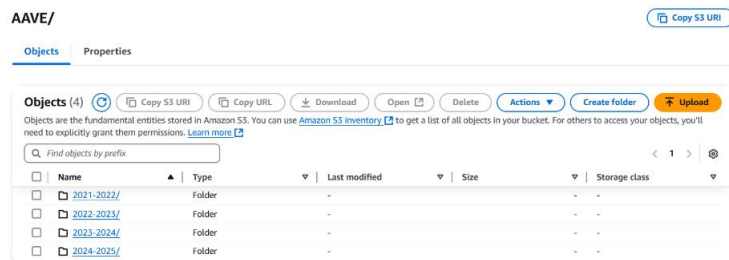 AAVE/
Copy S3 URI
Objects Properties
Objects (4) Copy S3 URI Copy URL Download Open Delete Actions Create folder Upload
Objects are the fundamental entities stored in Amazon S3. You can use Amazon S3 inventory to get a list of all objects in your bucket. For others to access your objects, you'll
need to explicitly grant them permissions. Learn more
Find objects by prefix
1
Name Type Last modified Size Storage class
2021-2022/ Folder - - -
2022-2023/ Folder - - -
2023-2024/ Folder - - -
2024-2025/ Folder - - -